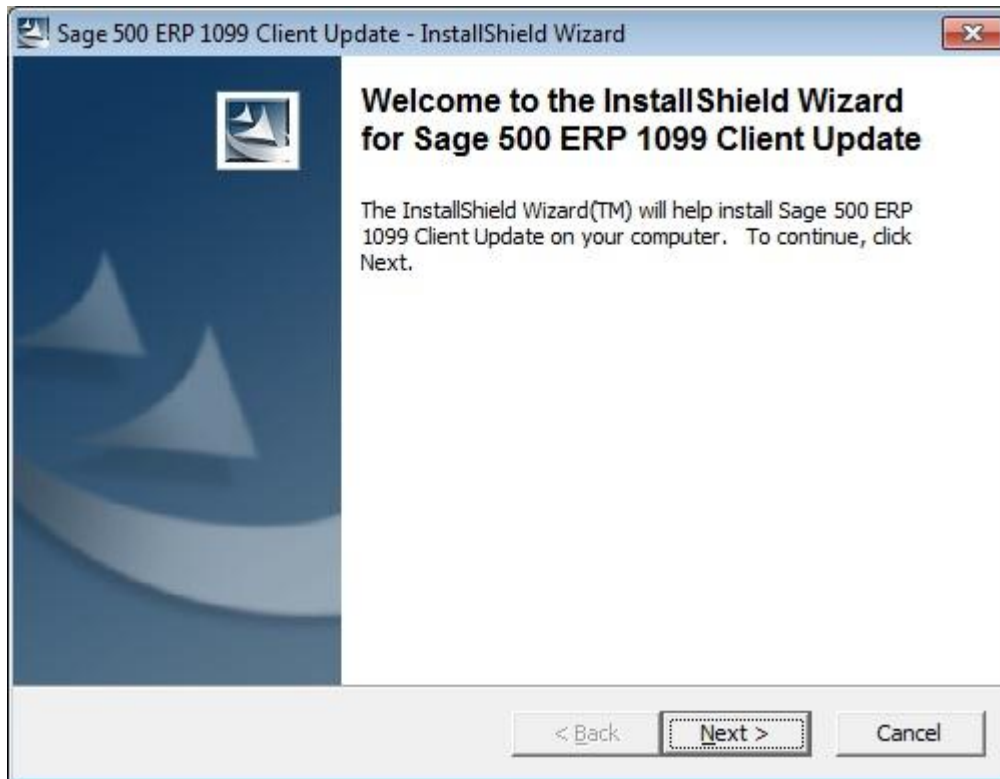 Sage 500 ERP 1099 Client Update - InstallShield Wizard
Welcome to the InstallShield Wizard
for Sage 500 ERP 1099 Client Update
The InstallShield Wizard(TM) will help install Sage 500 ERP
1099 Client Update on your computer. To continue, click
Next.
< Back Next > Cancel